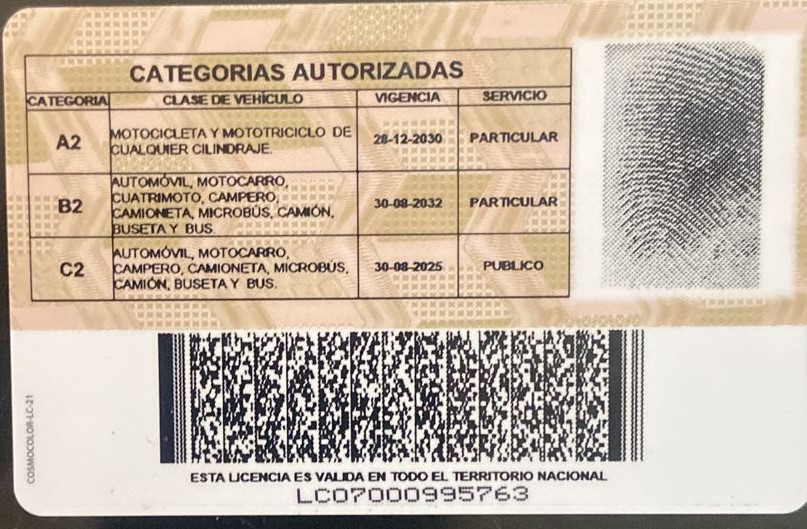 CATEGORIAS AUTORIZADAS
CATEGORIA CLASE DE VEHÍCULO VIGENCIA SERVICIO
A2 MOTOCICLETA Y MOTOTRICICLO DE CUALQUIER CILINDRAJE. 28-12-2030 PARTICULAR
B2 AUTOMÓVIL, MOTOCARRO, CUATRIMOTO, CAMPERO, CAMIONETA, MICROBÚS, CAMIÓN, BUSETA Y BUS 30-08-2032 PARTICULAR
C2 AUTOMÓVIL, MOTOCARRO, CAMPERO, CAMIONETA, MICROBÚS, CAMIÓN, BUSETA Y BUS. 30-08-2025 PUBLICO
COSMOCOLOR-LC-21
ESTA LICENCIA ES VALIDA EN TODO EL TERRITORIO NACIONAL
LC07000995763